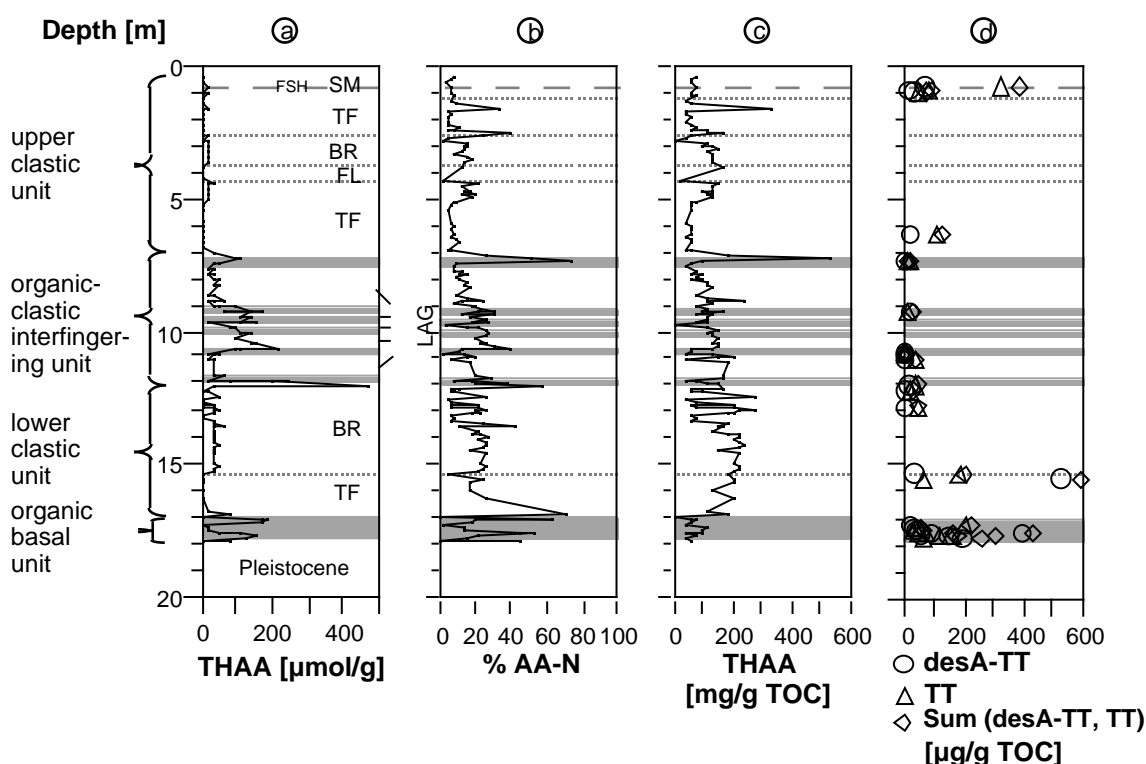 Depth [m] a b c d
0
FSH SM
TF
upper
clastic
unit
BR
FL
5
TF
organic-
clastic
interfinger-
ing unit
10
LAG
lower
clastic
unit
BR
15
TF
organic
basal
unit
Pleistocene
20
0 200 400 0 20 40 60 80 100 0 200 400 600 0 200 400 600
THAA [µmol/g] % AA-N THAA
[mg/g TOC]
desA-TT
TT
Sum (desA-TT, TT)
[µg/g TOC]